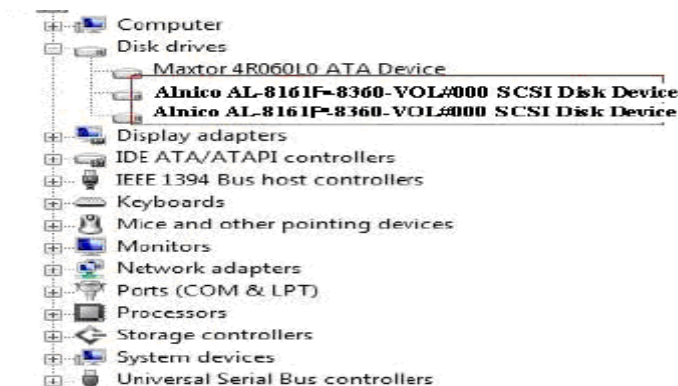 Computer
Disk drives
Maxtor 4R060L0 ATA Device
Alnico AL-8161F-8360-VOL#000 SCSI Disk Device
Alnico AL-8161F-8360-VOL#000 SCSI Disk Device
Display adapters
IDE ATA/ATAPI controllers
IEEE 1394 Bus host controllers
Keyboards
Mice and other pointing devices
Monitors
Network adapters
Ports (COM & LPT)
Processors
Storage controllers
System devices
Universal Serial Bus controllers